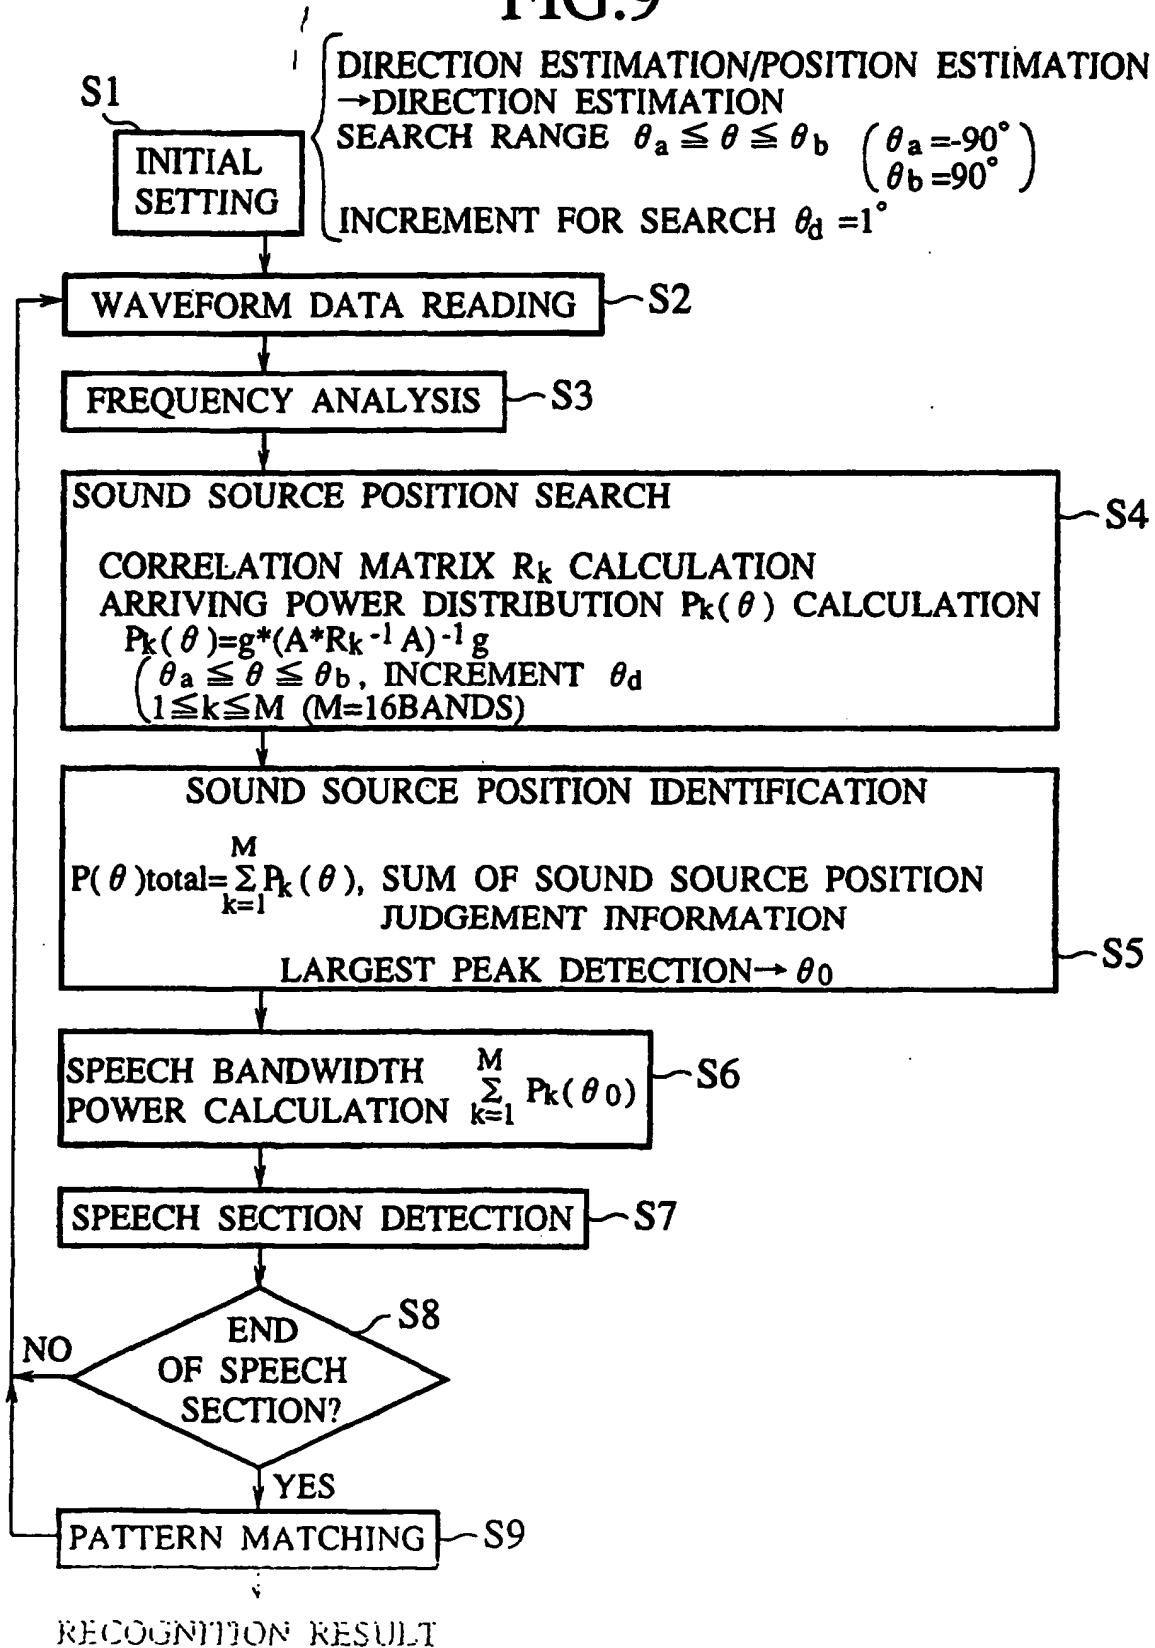 FIG.9
DIRECTION ESTIMATION/POSITION ESTIMATION
→DIRECTION ESTIMATION
S1
SEARCH RANGE θa ≦ θ ≦ θb (θa =-90°
θb =90°)
INITIAL
SETTING
INCREMENT FOR SEARCH θd =1°
WAVEFORM DATA READING
S2
FREQUENCY ANALYSIS
S3
SOUND SOURCE POSITION SEARCH
S4
CORRELATION MATRIX Rk CALCULATION
ARRIVING POWER DISTRIBUTION Pk(θ) CALCULATION
Pk(θ)=g*(A*Rk⁻¹A)⁻¹g
(θa ≦ θ ≦ θb, INCREMENT θd
1≦k≦M (M=16BANDS)
SOUND SOURCE POSITION IDENTIFICATION
M
P(θ)total=ΣPk(θ), SUM OF SOUND SOURCE POSITION
k=1
JUDGEMENT INFORMATION
S5
LARGEST PEAK DETECTION→ θ0
SPEECH BANDWIDTH
POWER CALCULATION
M
Σ Pk(θ0)
k=1
S6
SPEECH SECTION DETECTION
S7
S8
END
OF SPEECH
SECTION?
NO
YES
PATTERN MATCHING
S9
RECOGNITION RESULT